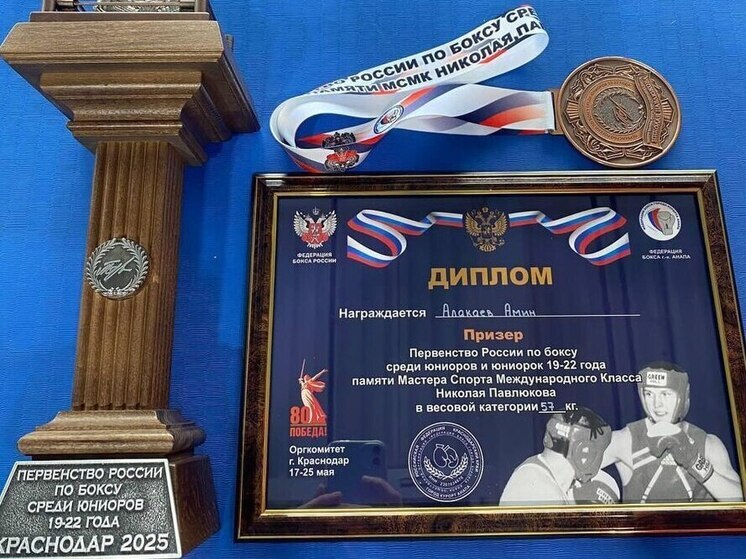 РОССИИ ПО БОКСУ СРЕ
ПАМЯТИ МСМК НИКОЛАЯ ПА
ФЕДЕРАЦИЯ
БОКСА РОССИИ
ФЕДЕРАЦИЯ
БОКСА г.-к. АНАПА
ДИПЛОМ
Награждается Алакаев Амин
Призер
Первенство России по боксу
среди юниоров и юниорок 19-22 года
памяти Мастера Спорта Международного Класса
Николая Павлюкова
в весовой категории 57 кг.
GREEN
80
ПОБЕДА!
Оргкомитет
г. Краснодар
17-25 мая
ПЕРВЕНСТВО РОССИИ
ПО БОКСУ
СРЕДИ ЮНИОРОВ
19-22 ГОДА
КРАСНОДАР 2025